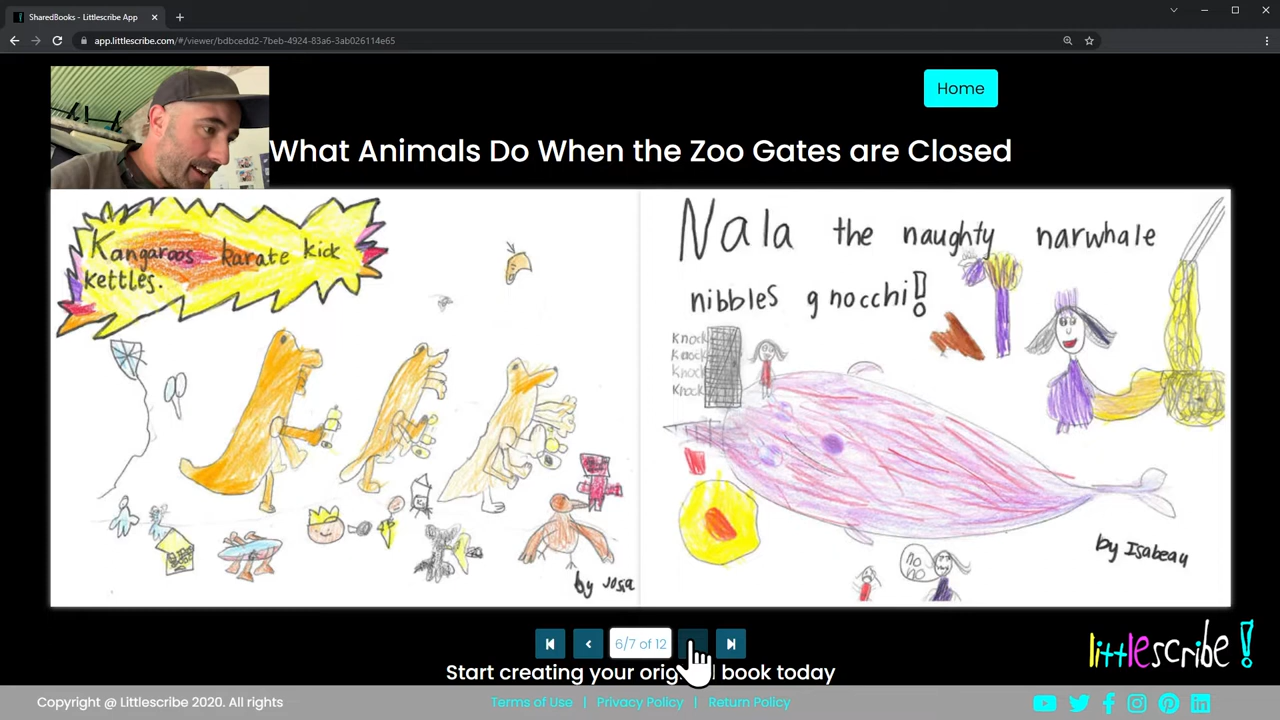 SharedBooks - Littlescribe App
app.littlescribe.com/#/viewer/bdbcedd2-7beb-4924-83a6-3ab026114e65
Home
What Animals Do When the Zoo Gates are Closed
Kangaroos karate kick
kettles.
by Josa
Nala the naughty narwhale
nibbles gnocchi!
Knock
Knock
Knock
Knock
no
no
by Isabeau
6/7 of 12
Start creating your book today
littlescribe!
Copyright @ Littlescribe 2020. All rights
Terms of Use | Privacy Policy | Return Policy